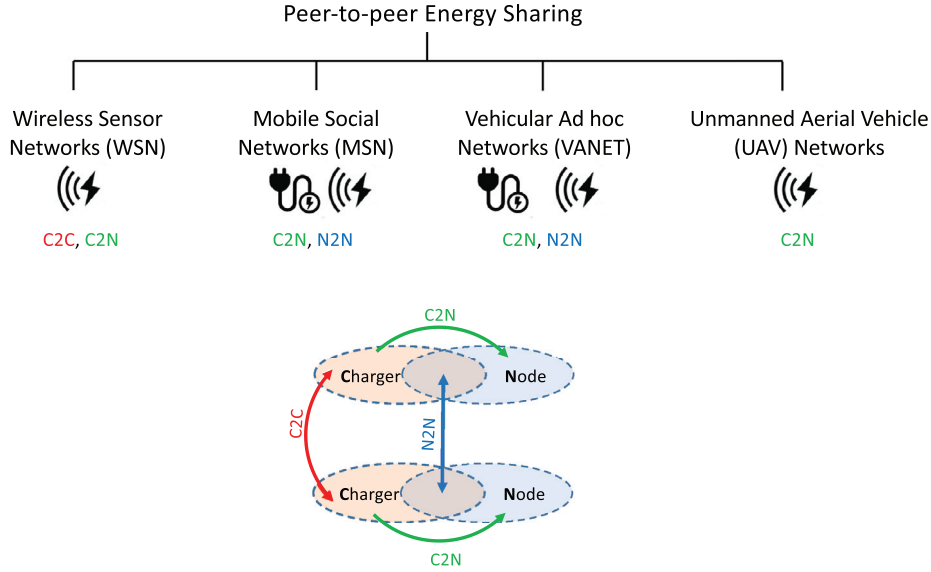 Peer-to-peer Energy Sharing
Wireless Sensor
Networks (WSN)
C2C, C2N
Mobile Social
Networks (MSN)
C2N, N2N
Vehicular Ad hoc
Networks (VANET)
C2N, N2N
Unmanned Aerial Vehicle
(UAV) Networks
C2N
C2N
Charger
Node
C2C
N2N
Charger
Node
C2N